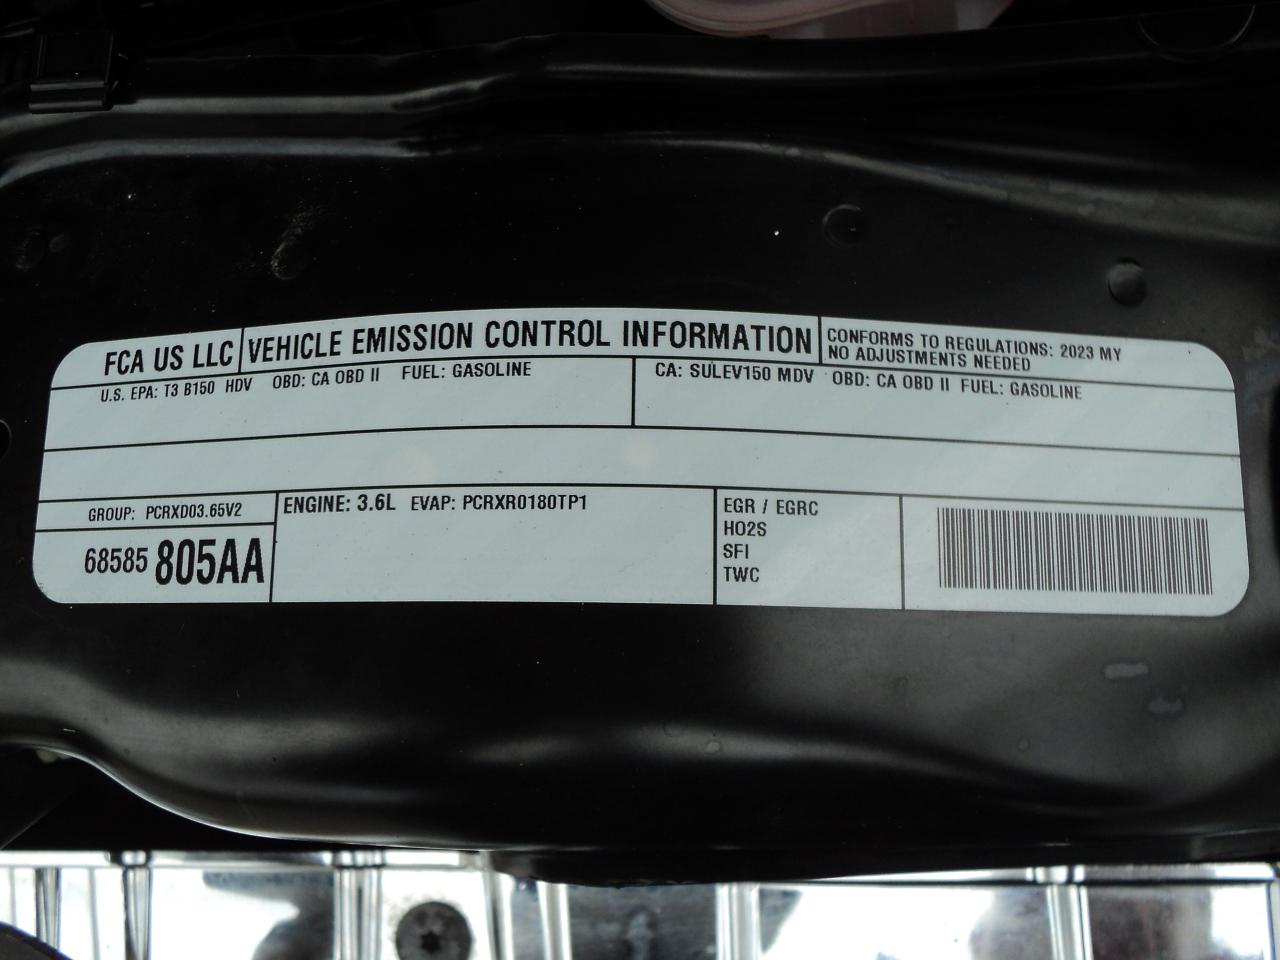 FCA US LLC
VEHICLE EMISSION CONTROL INFORMATION
CONFORMS TO REGULATIONS: 2023 MY
NO ADJUSTMENTS NEEDED
U.S. EPA: T3 B150 HDV OBD: CA OBD II FUEL: GASOLINE
CA: SULEV150 MDV OBD: CA OBD II FUEL: GASOLINE
GROUP: PCRXD03.65V2
68585 805AA
ENGINE: 3.6L EVAP: PCRXR0180TP1
EGR / EGRC
HO2S
SFI
TWC